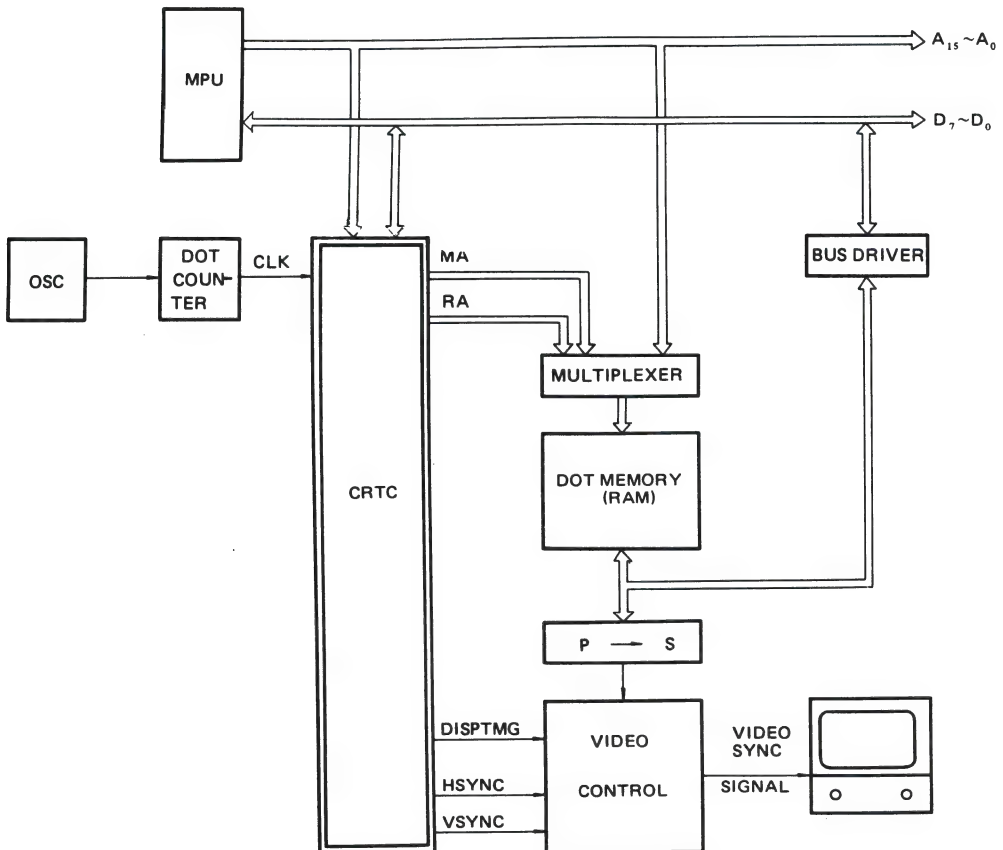 MPU
A₁₅~A₀
D₇~D₀
OSC
DOT
COUN-
TER
CLK
CRTC
MA
RA
BUS DRIVER
MULTIPLEXER
DOT MEMORY
(RAM)
P → S
DISPTMG
HSYNC
VSYNC
VIDEO
CONTROL
VIDEO
SYNC
SIGNAL